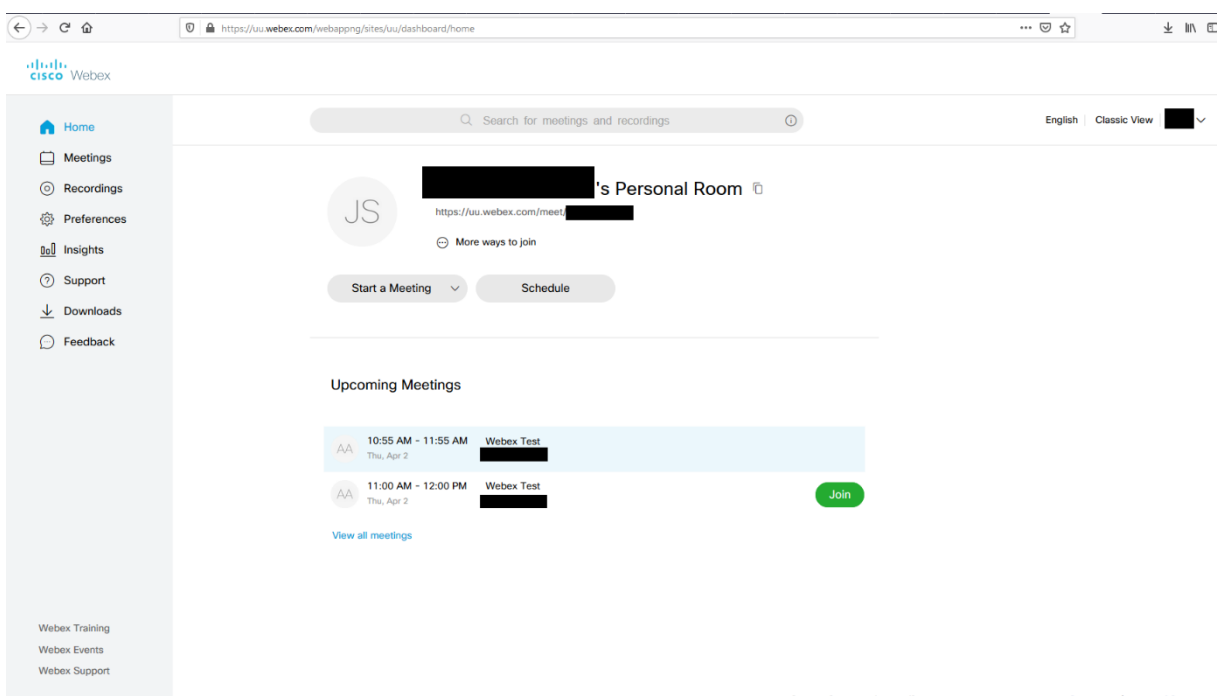 https://uu.webex.com/webappng/sites/uu/dashboard/home
cisco Webex
Home
Meetings
Recordings
Preferences
Insights
Support
Downloads
Feedback
Webex Training
Webex Events
Webex Support
Search for meetings and recordings
English Classic View
JS
's Personal Room
https://uu.webex.com/meet/
More ways to join
Start a Meeting Schedule
Upcoming Meetings
AA 10:55 AM - 11:55 AM Webex Test
Thu, Apr 2
AA 11:00 AM - 12:00 PM Webex Test
Thu, Apr 2
Join
View all meetings